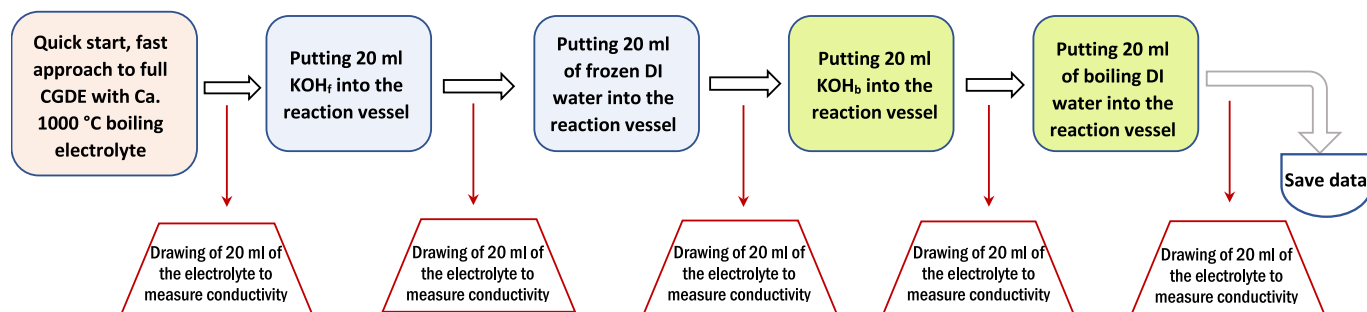 Quick start, fast
approach to full
CGDE with Ca.
1000 °C boiling
electrolyte
Putting 20 ml
KOHf into the
reaction vessel
Putting 20 ml
of frozen DI
water into the
reaction vessel
Putting 20 ml
KOHb into the
reaction vessel
Putting 20 ml
of boiling DI
water into the
reaction vessel
Save data
Drawing of 20 ml of
the electrolyte to
measure conductivity
Drawing of 20 ml of
the electrolyte to
measure conductivity
Drawing of 20 ml of
the electrolyte to
measure conductivity
Drawing of 20 ml of
the electrolyte to
measure conductivity
Drawing of 20 ml of
the electrolyte to
measure conductivity